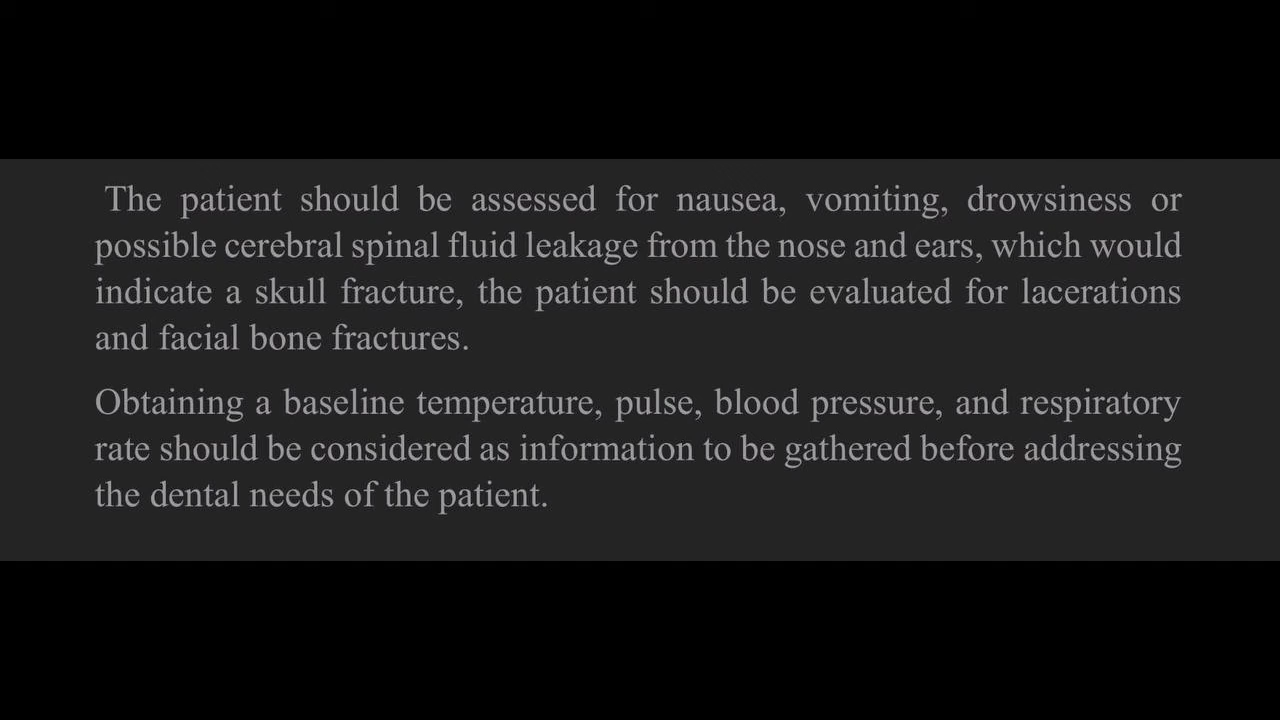 The patient should be assessed for nausea, vomiting, drowsiness or
possible cerebral spinal fluid leakage from the nose and ears, which would
indicate a skull fracture, the patient should be evaluated for lacerations
and facial bone fractures.
Obtaining a baseline temperature, pulse, blood pressure, and respiratory
rate should be considered as information to be gathered before addressing
the dental needs of the patient.